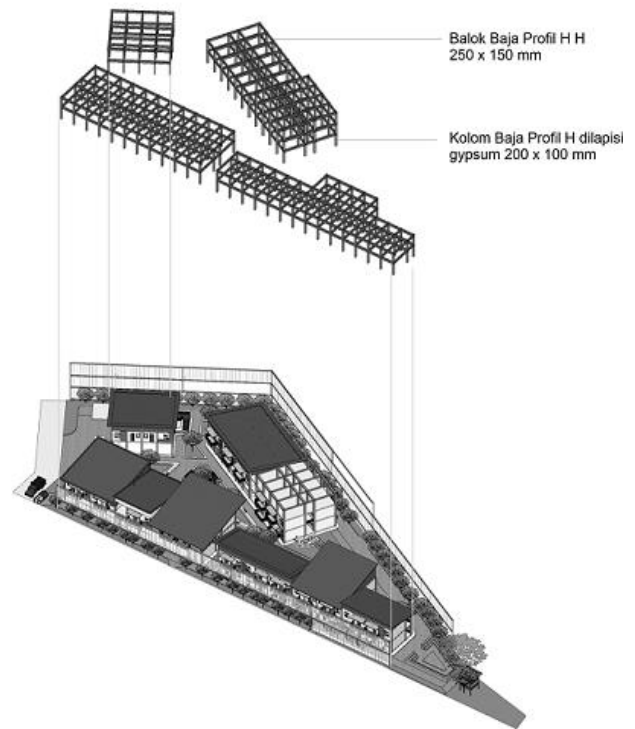 Balok Baja Profil H H
250 x 150 mm
Kolom Baja Profil H dilapisi
gypsum 200 x 100 mm